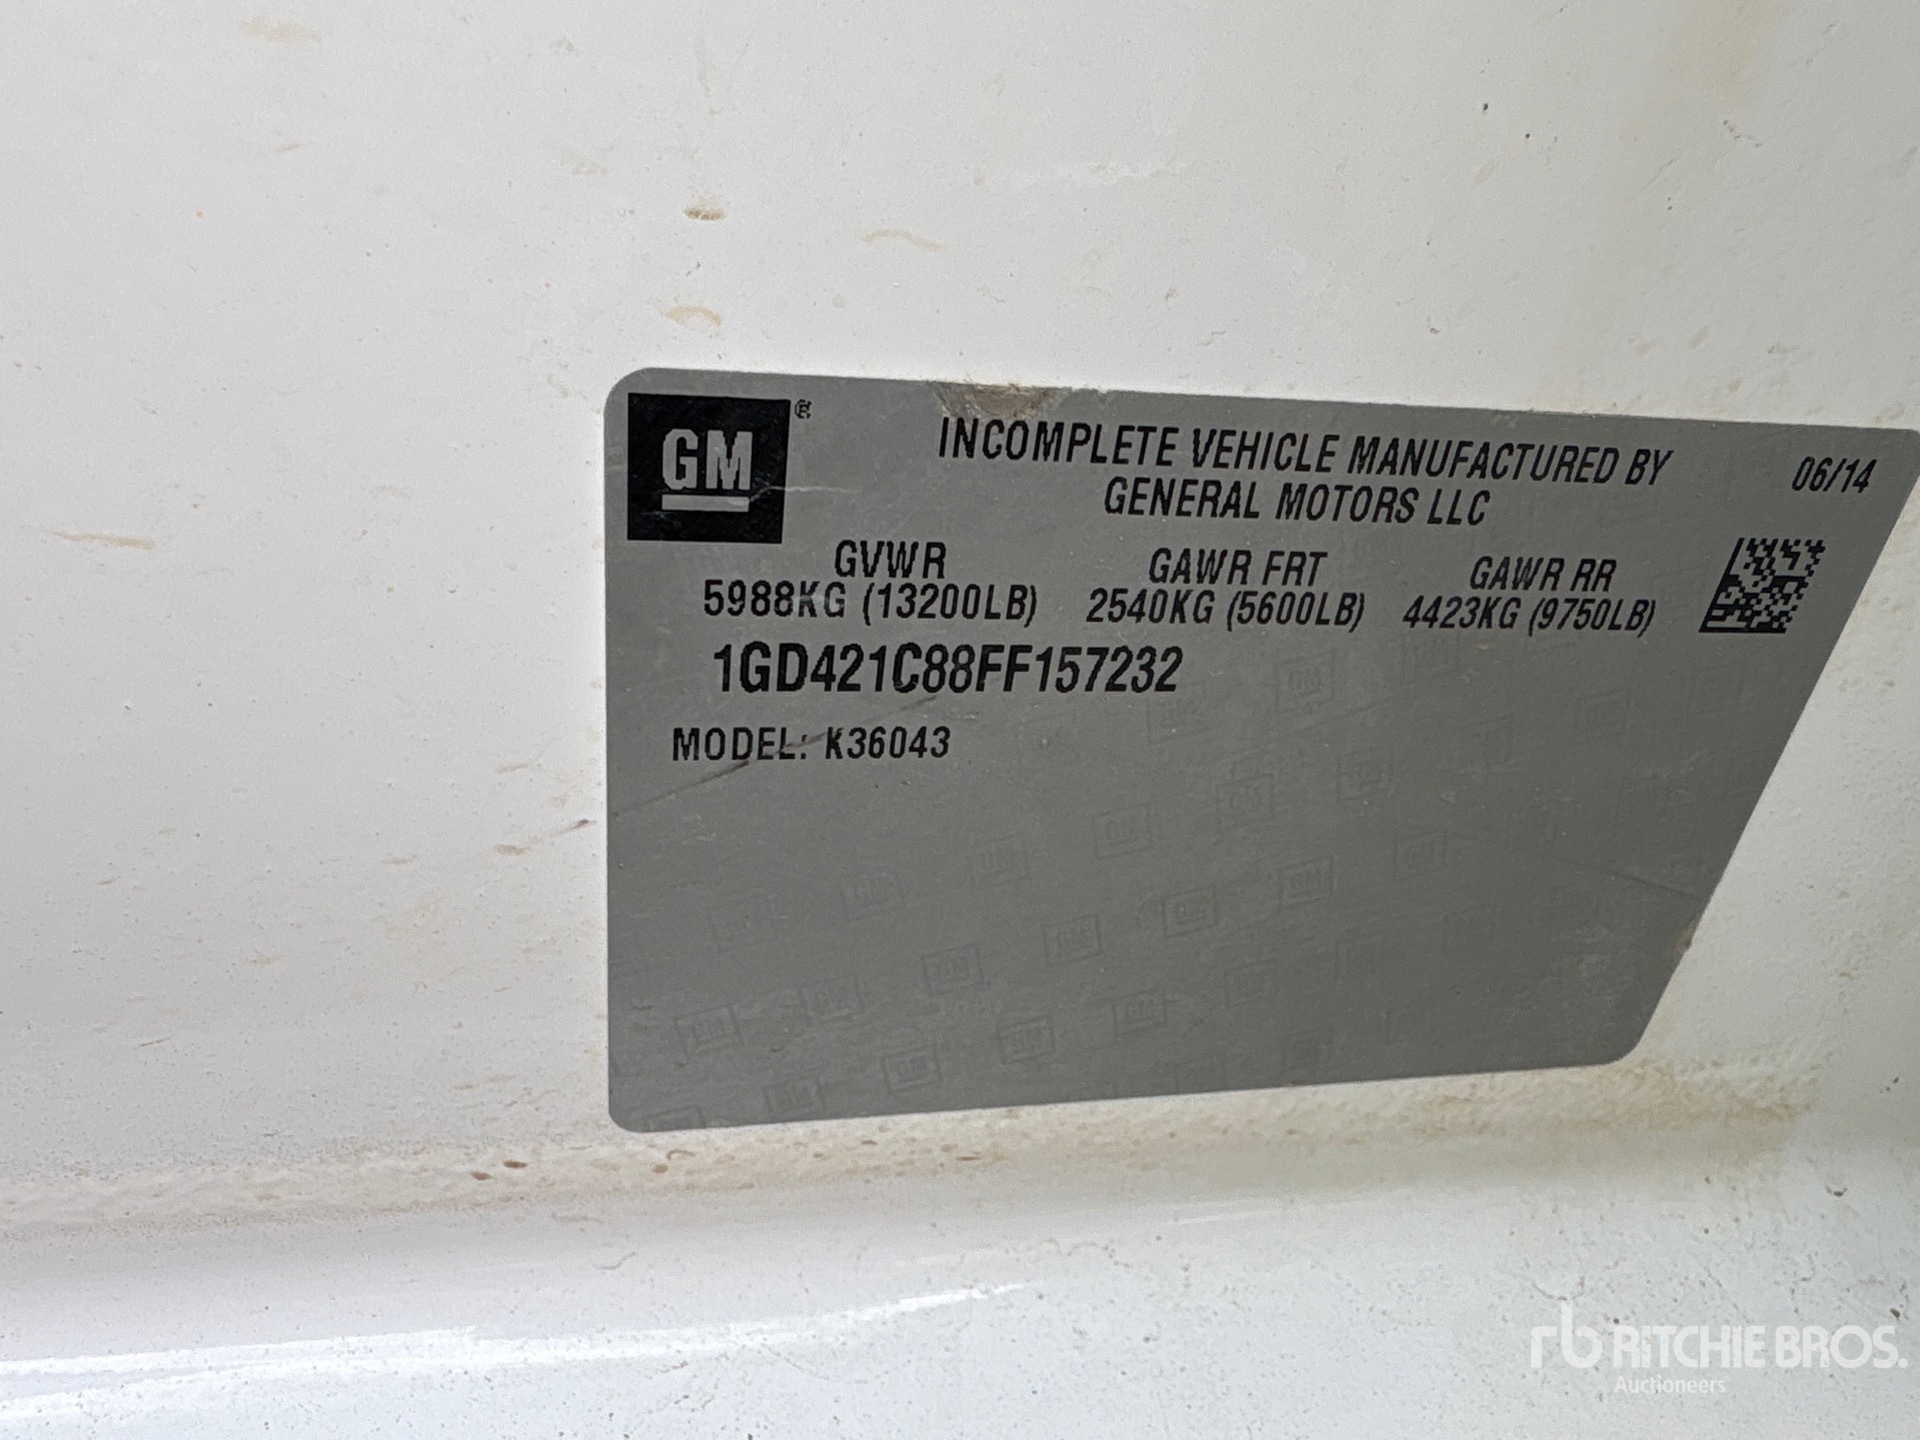 GM®
INCOMPLETE VEHICLE MANUFACTURED BY
GENERAL MOTORS LLC
06/14
GVWR GAWR FRT GAWR RR
5988KG (13200LB) 2540KG (5600LB) 4423KG (9750LB)
1GD421C88FF157232
MODEL: K36043
rb RITCHIE BROS.
Auctioneers